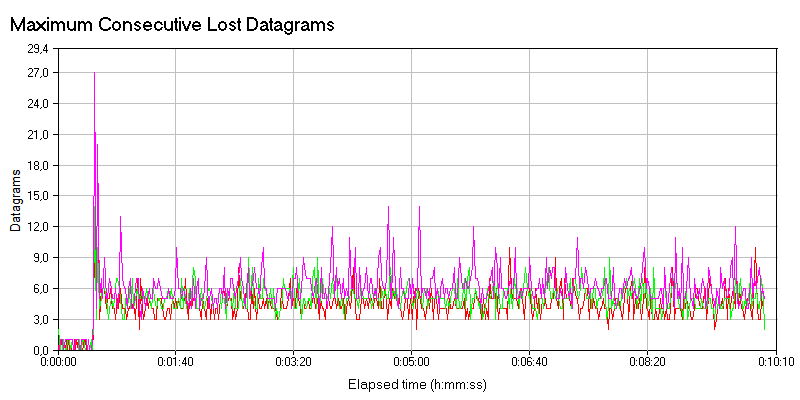 Maximum Consecutive Lost Datagrams
29,4
27,0
24,0
21,0
18,0
15,0
12,0
9,0
6,0
3,0
0,0
Datagrams
0:00:00 0:01:40 0:03:20 0:05:00 0:06:40 0:08:20 0:10:10
Elapsed time (h:mm:ss)